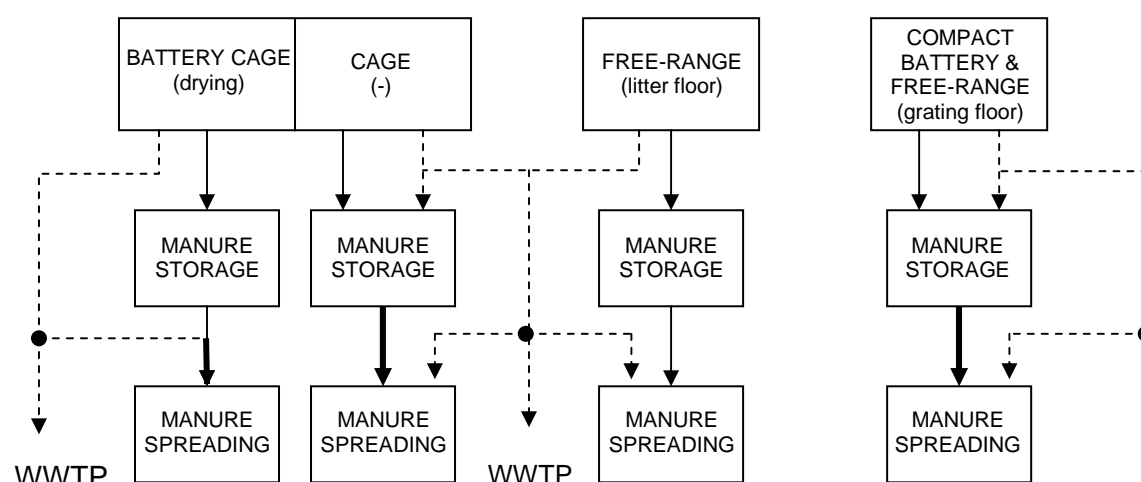 BATTERY CAGE
(drying)
CAGE
(-)
FREE-RANGE
(litter floor)
COMPACT
BATTERY &
FREE-RANGE
(grating floor)
MANURE
STORAGE
MANURE
STORAGE
MANURE
STORAGE
MANURE
STORAGE
MANURE
SPREADING
MANURE
SPREADING
MANURE
SPREADING
MANURE
SPREADING
WWTP
WWTP